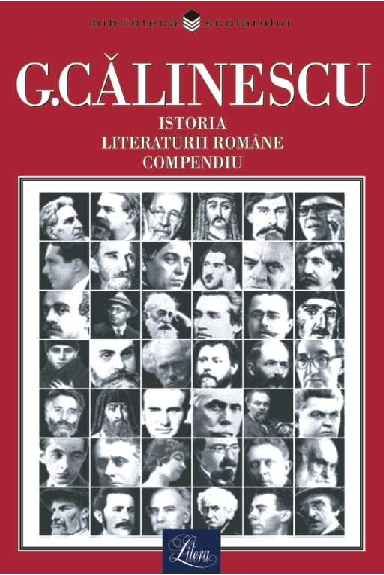 biblioteca școlarului
G.CĂLINESCU
ISTORIA
LITERATURII ROMÂNE
COMPENDIU
Litera